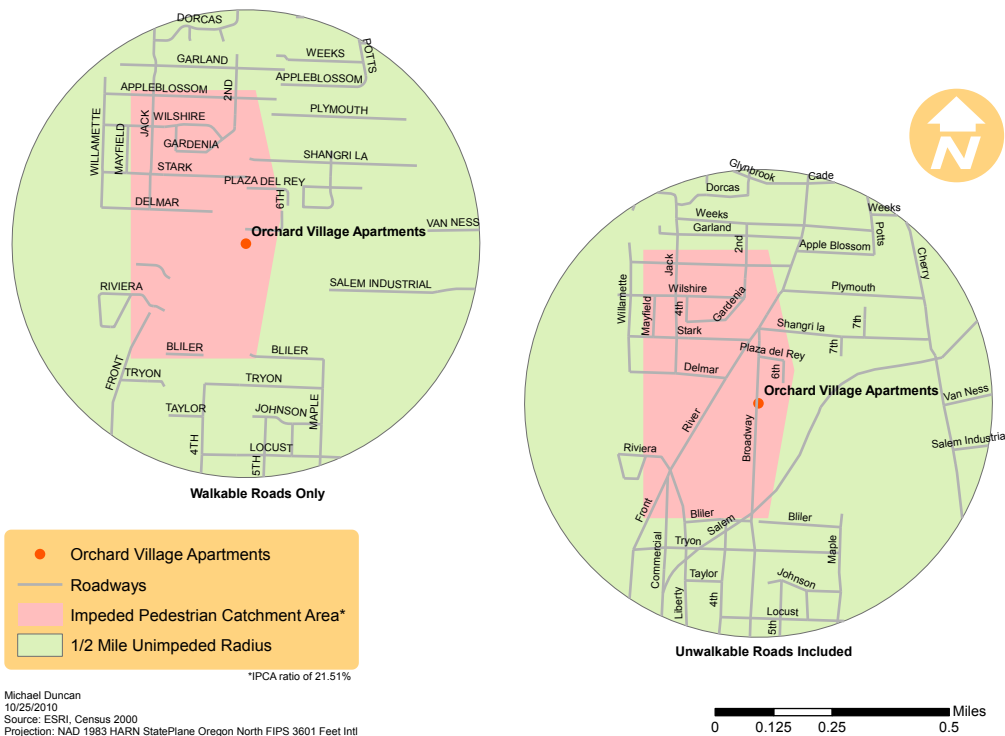 DORCAS
POTTS
WEEKS
GARLAND
APPLEBLOSSOM
APPLEBLOSSOM
2ND
PLYMOUTH
WILLAMETTE
MAYFIELD
JACK
WILSHIRE
GARDENIA
SHANGRI LA
STARK
PLAZA DEL REY
6TH
DELMAR
VAN NESS
Orchard Village Apartments
RIVIERA
SALEM INDUSTRIAL
FRONT
BLILER
BLILER
TRYON
TRYON
TAYLOR
JOHNSON
MAPLE
4TH
LOCUST
5TH
Walkable Roads Only
N
Glynbrook
Cade
Dorcas
Weeks
Weeks
Garland
2nd
Potts
Apple Blossom
Cherry
Jack
Willamette
Wilshire
Plymouth
Mayfield
4th
Gardenia
Stark
Shangri la
7th
7th
Plaza del Rey
6th
Delmar
Orchard Village Apartments
Van Ness
River
Broadway
Riviera
Salem Industria
Front
Bliler
Salem
Bliler
Commercial
Tryon
Maple
Taylor
Johnson
Liberty
4th
Locust
5th
Unwalkable Roads Included
Orchard Village Apartments
Roadways
Impeded Pedestrian Catchment Area*
1/2 Mile Unimpeded Radius
*IPCA ratio of 21.51%
Michael Duncan
10/25/2010
Source: ESRI, Census 2000
Projection: NAD 1983 HARN StatePlane Oregon North FIPS 3601 Feet Intl
Miles
0 0.125 0.25 0.5